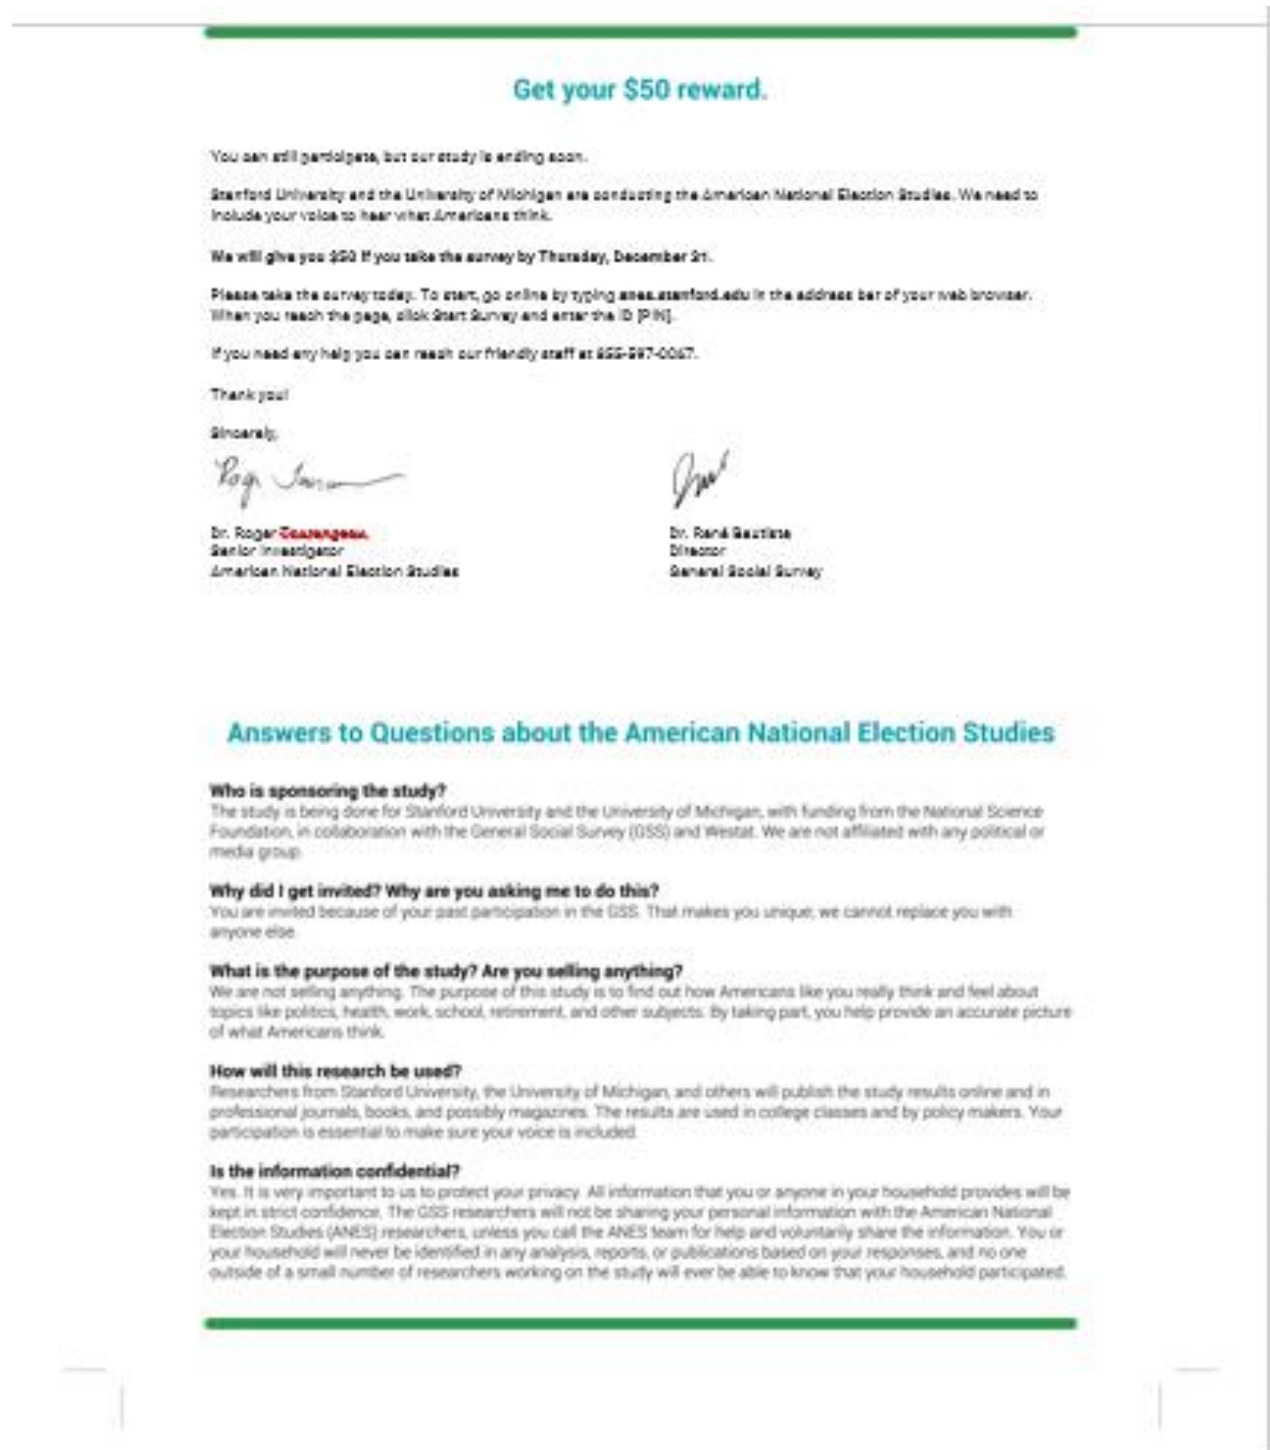 Get your $50 reward.
You can still participate, but our study is ending soon.
Stanford University and the University of Michigan are conducting the American National Election Studies. We need to
include your voice to hear what Americans think.
We will give you $50 if you take the survey by Thursday, December 31.
Please take the survey today. To start, go online by typing anes.stanford.edu in the address bar of your web browser.
When you reach the page, click Start Survey and enter the ID [PIN].
If you need any help you can reach our friendly staff at 855-597-0067.
Thank you!
Sincerely,
Dr. Roger Tourangeau,
Dr. René Bautista
Senior Investigator
Director
American National Election Studies
General Social Survey
Answers to Questions about the American National Election Studies
Who is sponsoring the study?
The study is being done for Stanford University and the University of Michigan, with funding from the National Science
Foundation, in collaboration with the General Social Survey (GSS) and Westat. We are not affiliated with any political or
media group.
Why did I get invited? Why are you asking me to do this?
You are invited because of your past participation in the GSS. That makes you unique; we cannot replace you with
anyone else.
What is the purpose of the study? Are you selling anything?
We are not selling anything. The purpose of this study is to find out how Americans like you really think and feel about
topics like politics, health, work, school, retirement, and other subjects. By taking part, you help provide an accurate picture
of what Americans think.
How will this research be used?
Researchers from Stanford University, the University of Michigan, and others will publish the study results online and in
professional journals, books, and possibly magazines. The results are used in college classes and by policy makers. Your
participation is essential to make sure your voice is included.
Is the information confidential?
Yes. It is very important to us to protect your privacy. All information that you or anyone in your household provides will be
kept in strict confidence. The GSS researchers will not be sharing your personal information with the American National
Election Studies (ANES) researchers, unless you call the ANES team for help and voluntarily share the information. You or
your household will never be identified in any analysis, reports, or publications based on your responses, and no one
outside of a small number of researchers working on the study will ever be able to know that your household participated.